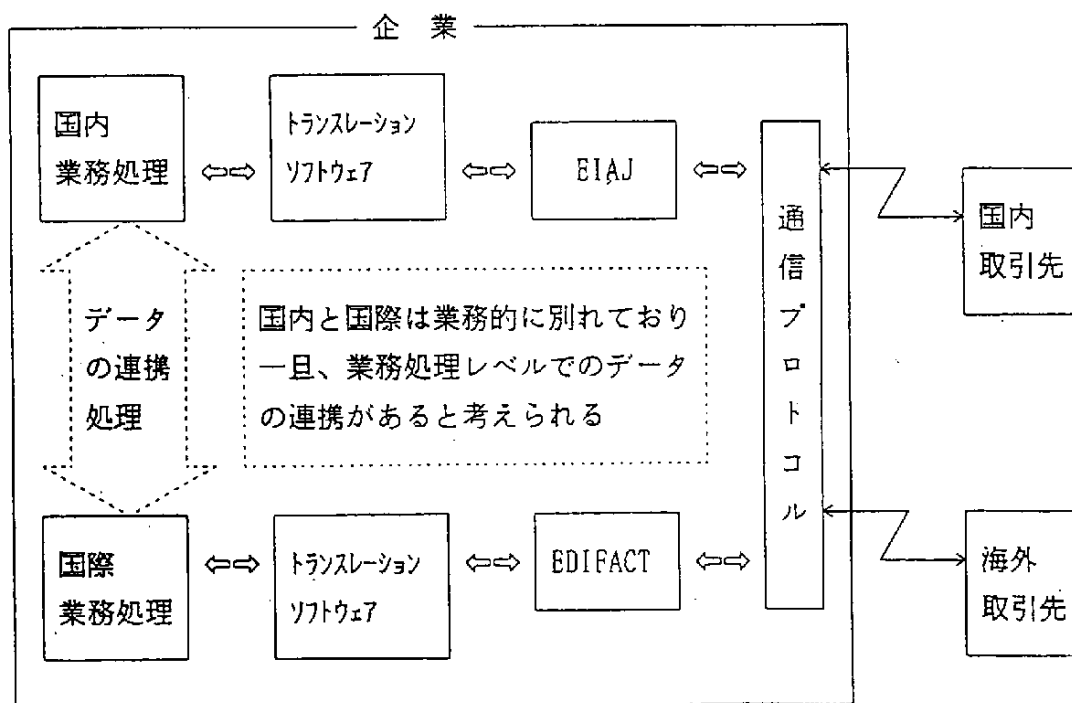 企 業
国内
業務処理
トランスレーション
ソフトウェア
EIAJ
通信プロトコル
国内
取引先
データ
の連携
処理
国内と国際は業務的に別れており
一旦、業務処理レベルでのデータ
の連携があると考えられる
国際
業務処理
トランスレーション
ソフトウェア
EDIFACT
海外
取引先